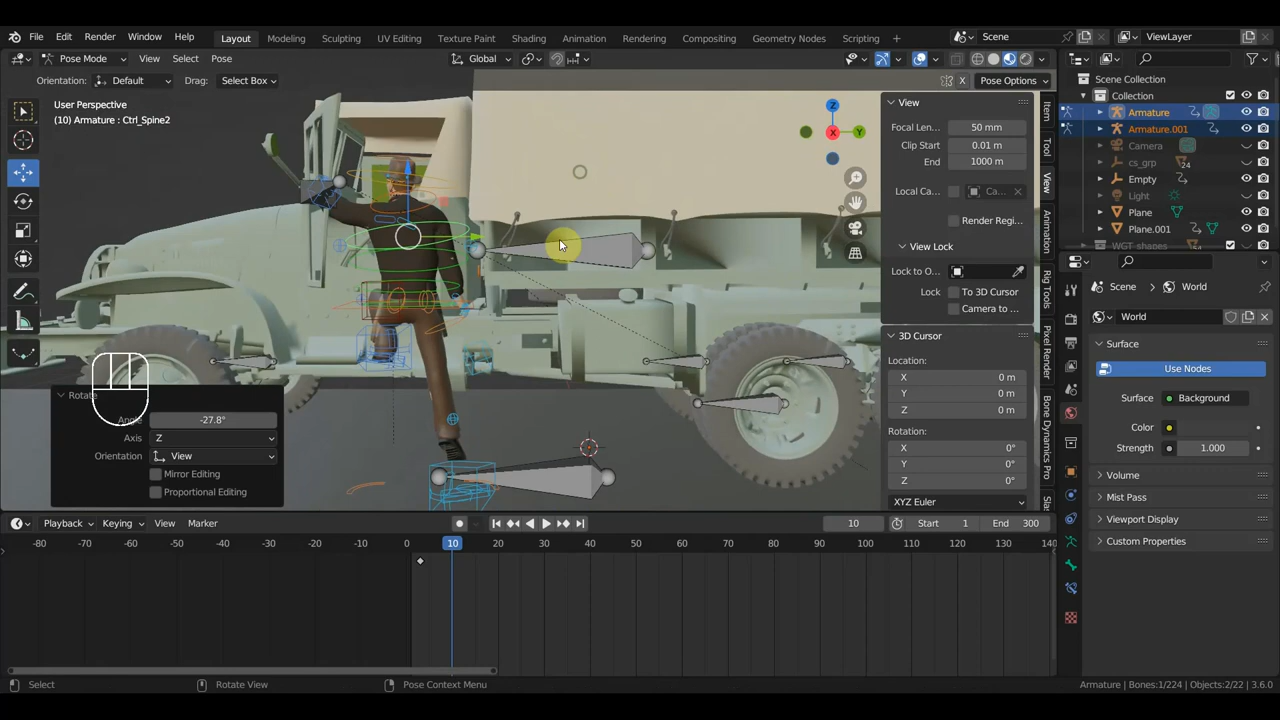 File Edit Render Window Help Layout Modeling Sculpting UV Editing Texture Paint Shading Animation Rendering Compositing Geometry Nodes Scripting + Scene ViewLayer
Pose Mode View Select Pose Global
Orientation: Default Drag: Select Box X Pose Options
User Perspective
(10) Armature : Ctrl_Spine2
Z
X
Y
View
Focal Len... 50 mm
Clip Start 0.01 m
End 1000 m
Local Ca... Ca...
Render Regi...
View Lock
Lock to O...
Lock To 3D Cursor
Camera to ...
3D Cursor
Location:
X 0 m
Y 0 m
Z 0 m
Rotation:
X 0°
Y 0°
Z 0°
XYZ Euler
Item
Tool
View
Animation
Rigt Tools
Pixel Render
Bone Dynamics Pro
Scene Collection
Collection
Armature
Armature.001
Camera
cs_grp 24
Empty
Light
Plane
Plane.001
WGT-shapes
Scene World
World
Surface
Use Nodes
Surface Background
Color
Strength 1.000
Volume
Mist Pass
Viewport Display
Custom Properties
Rotate
Angle -27.8°
Axis Z
Orientation View
Mirror Editing
Proportional Editing
Playback Keying View Marker 10 Start 1 End 300
-80 -70 -60 -50 -40 -30 -20 -10 0 10 20 30 40 50 60 70 80 90 100 110 120 130 140
Select Rotate View Pose Context Menu Armature | Bones:1/224 | Objects:2/22 | 3.6.0